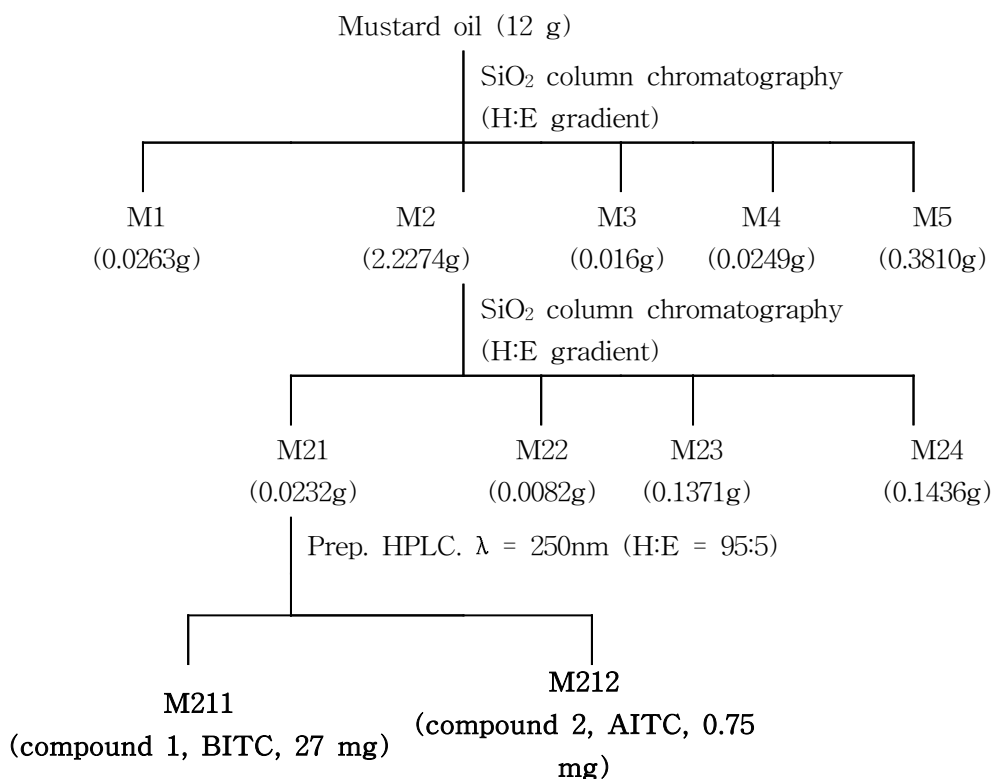 Mustard oil (12 g)
SiO₂ column chromatography
(H:E gradient)
M1 M2 M3 M4 M5
(0.0263g) (2.2274g) (0.016g) (0.0249g) (0.3810g)
SiO₂ column chromatography
(H:E gradient)
M21 M22 M23 M24
(0.0232g) (0.0082g) (0.1371g) (0.1436g)
Prep. HPLC. λ = 250nm (H:E = 95:5)
M211
(compound 1, BITC, 27 mg)
M212
(compound 2, AITC, 0.75
mg)